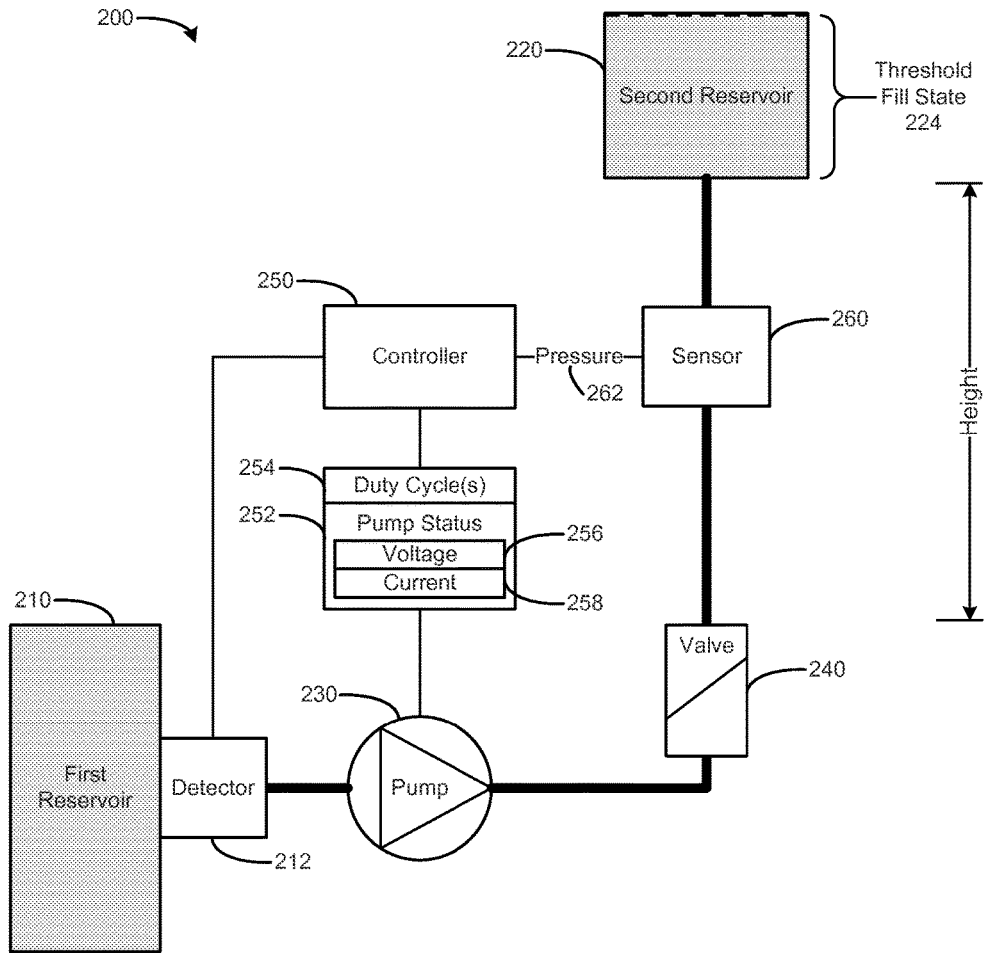 200
220
Second Reservoir
Threshold
Fill State
224
250
Controller
Pressure
262
Sensor
260
Height
254
Duty Cycle(s)
252
Pump Status
Voltage
256
Current
258
210
First
Reservoir
Detector
212
230
Pump
Valve
240